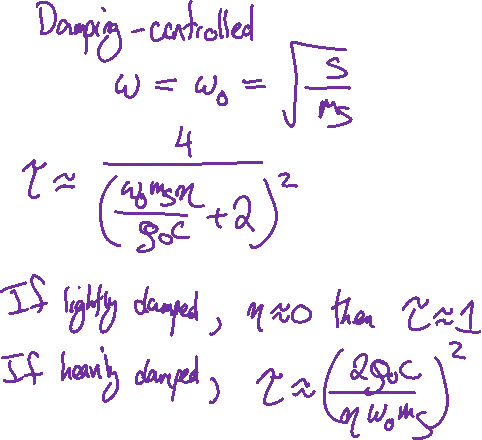 Damping-controlled
ω = ω₀ = √(s/m_s)
τ ≈ 4/((ω₀m_sη)/(ρ₀c) + 2)²
If lightly damped, η≈0 then τ≈1
If heavily damped, τ≈((2ρ₀c)/(ηω₀m_s))²